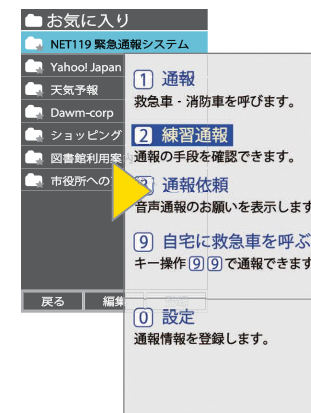 お気に入り
NET119 緊急通報システム
Yahoo! Japan
天気予報
Dawm-corp
ショッピング
図書館利用案
市役所への
戻る
編集
1 通報
救急車・消防車を呼びます。
2 練習通報
通報の手段を確認できます。
通報依頼
音声通報のお願いを表示します
9 自宅に救急車を呼ぶ
キー操作99で通報できます
0 設定
通報情報を登録します。